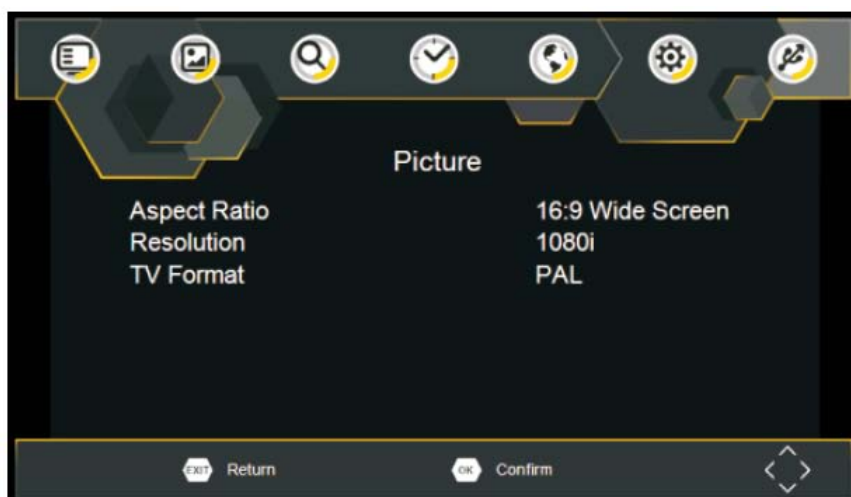 Picture
Aspect Ratio 16:9 Wide Screen
Resolution 1080i
TV Format PAL
EXIT Return OK Confirm